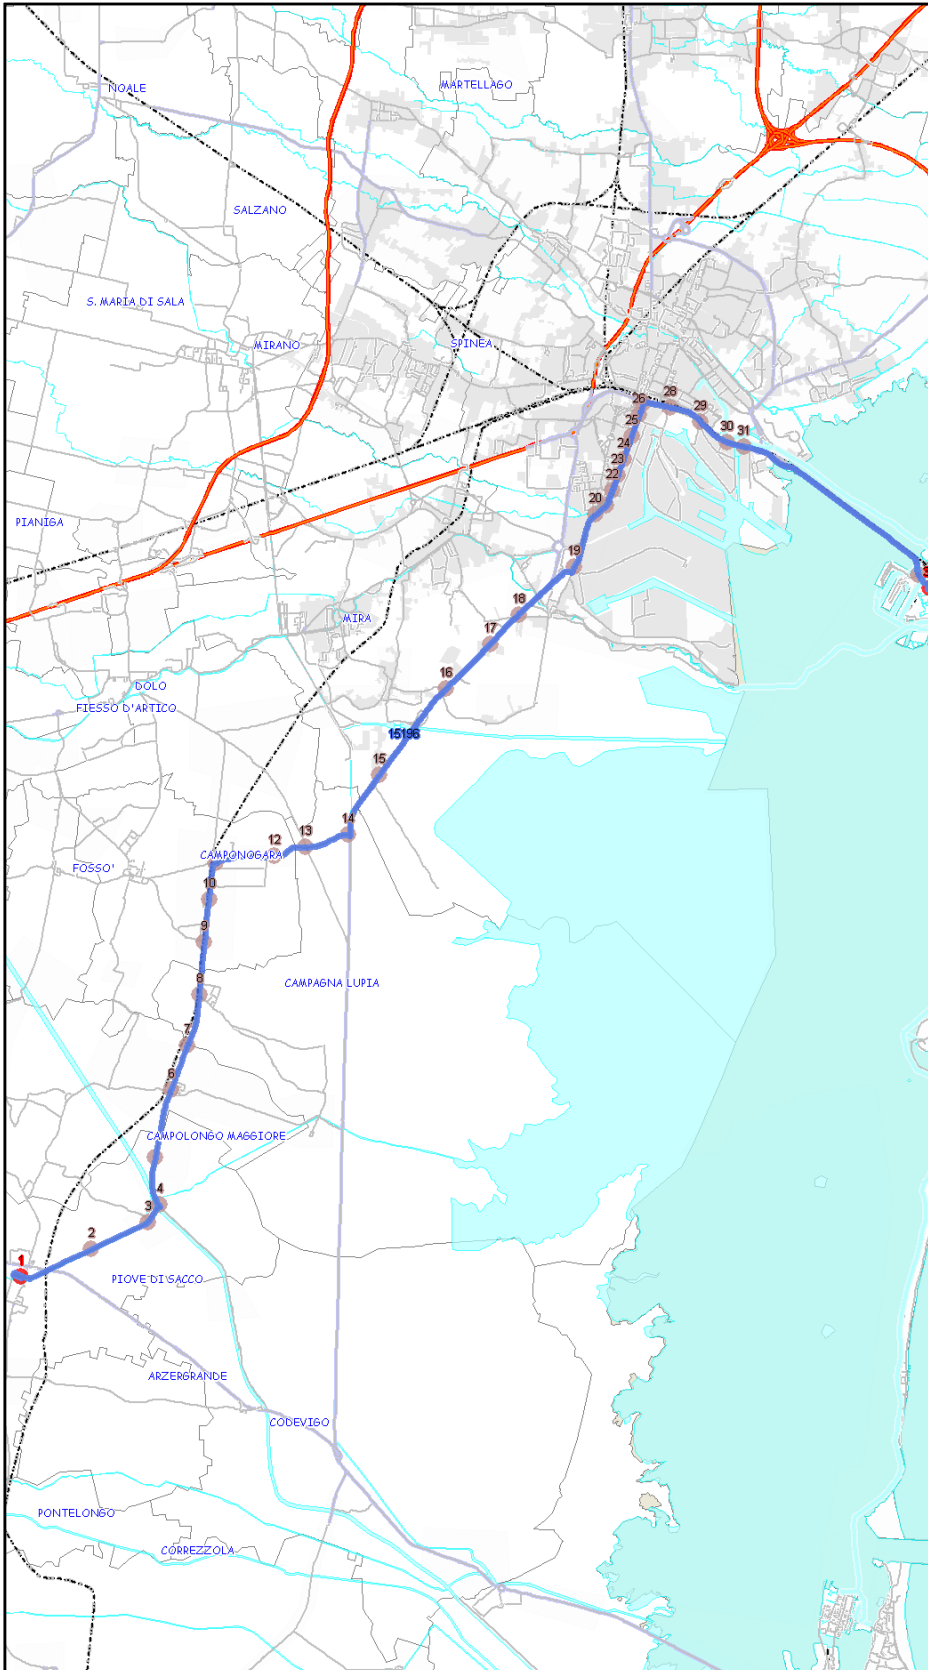 NOALE
MARTELLAGO
SALZANO
S. MARIA DI SALA
MIRANO
SPINEA
26
28
29
25
30
31
24
23
22
20
PIANIGA
19
18
MIRA
17
16
DOLO
FIESSO D'ARTICO
15196
15
14
13
12
CAMPONOGARA
FOSSO'
10
9
8
CAMPAGNA LUPIA
7
6
CAMPOLONGO MAGGIORE
4
3
2
1
PIOVE DI SACCO
ARZERGRANDE
CODEVIGO
PONTELONGO
CORREZZOLA